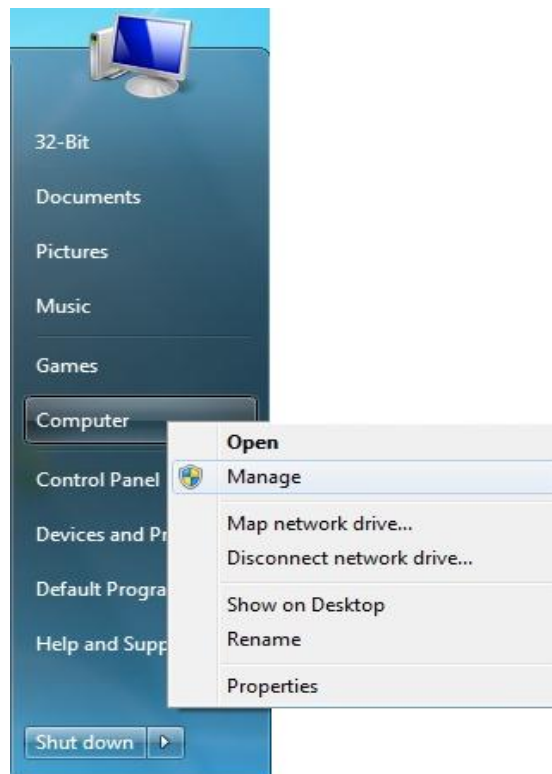 32-Bit
Documents
Pictures
Music
Games
Computer
Control Panel
Devices and Pr
Default Progra
Help and Supp
Shut down
Open
Manage
Map network drive...
Disconnect network drive...
Show on Desktop
Rename
Properties